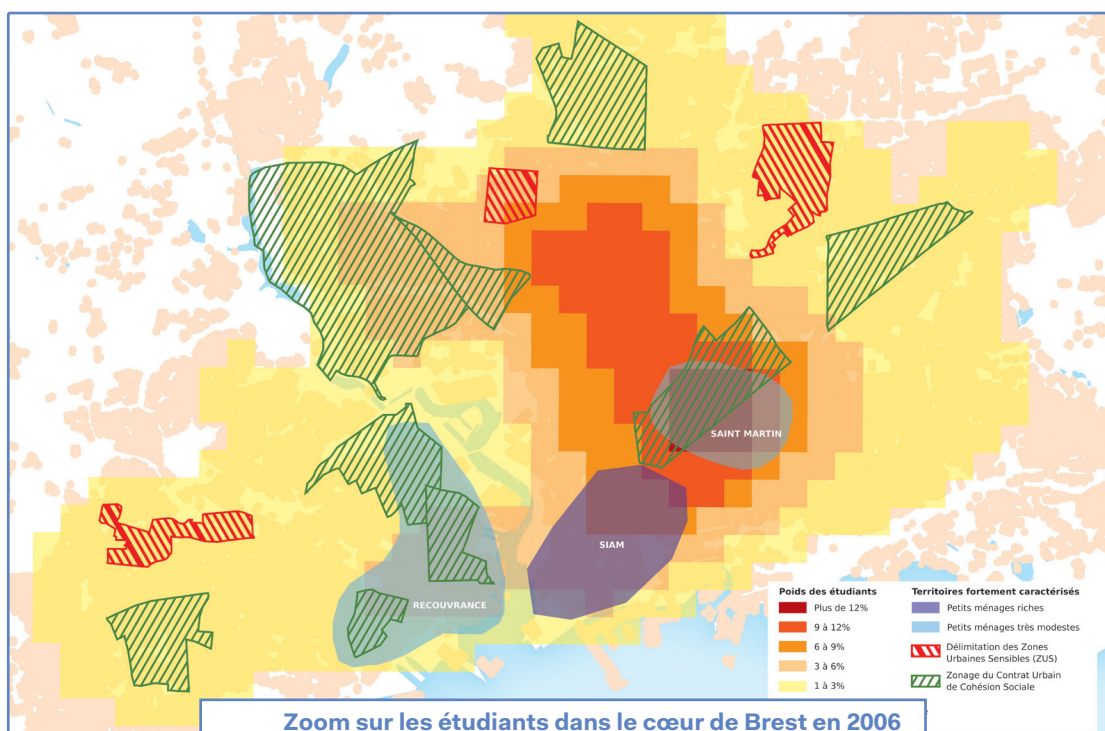 SAINT MARTIN
SIAM
RECOUVRANCE
Poids des étudiants
Plus de 12%
9 à 12%
6 à 9%
3 à 6%
1 à 3%
Territoires fortement caractérisés
Petits ménages riches
Petits ménages très modestes
Délimitation des Zones
Urbaines Sensibles (ZUS)
Zonage du Contrat Urbain
de Cohésion Sociale
Zoom sur les étudiants dans le cœur de Brest en 2006